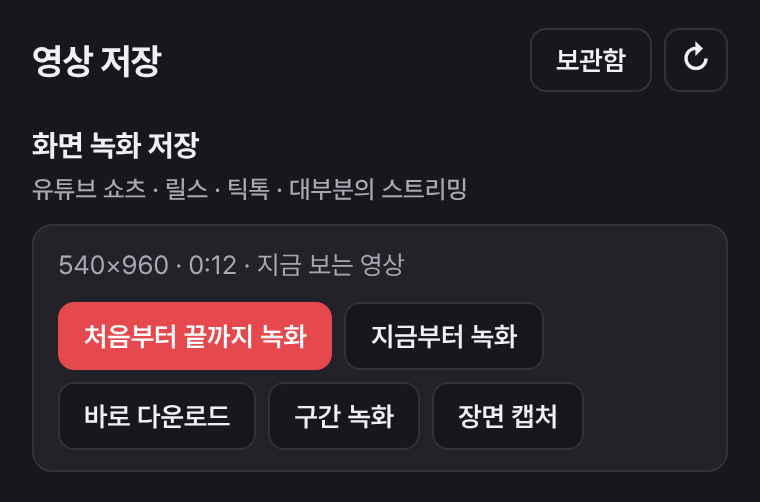 영상 저장
보관함
화면 녹화 저장
유튜브 쇼츠 · 릴스 · 틱톡 · 대부분의 스트리밍
540×960 · 0:12 · 지금 보는 영상
처음부터 끝까지 녹화
지금부터 녹화
바로 다운로드
구간 녹화
장면 캡처